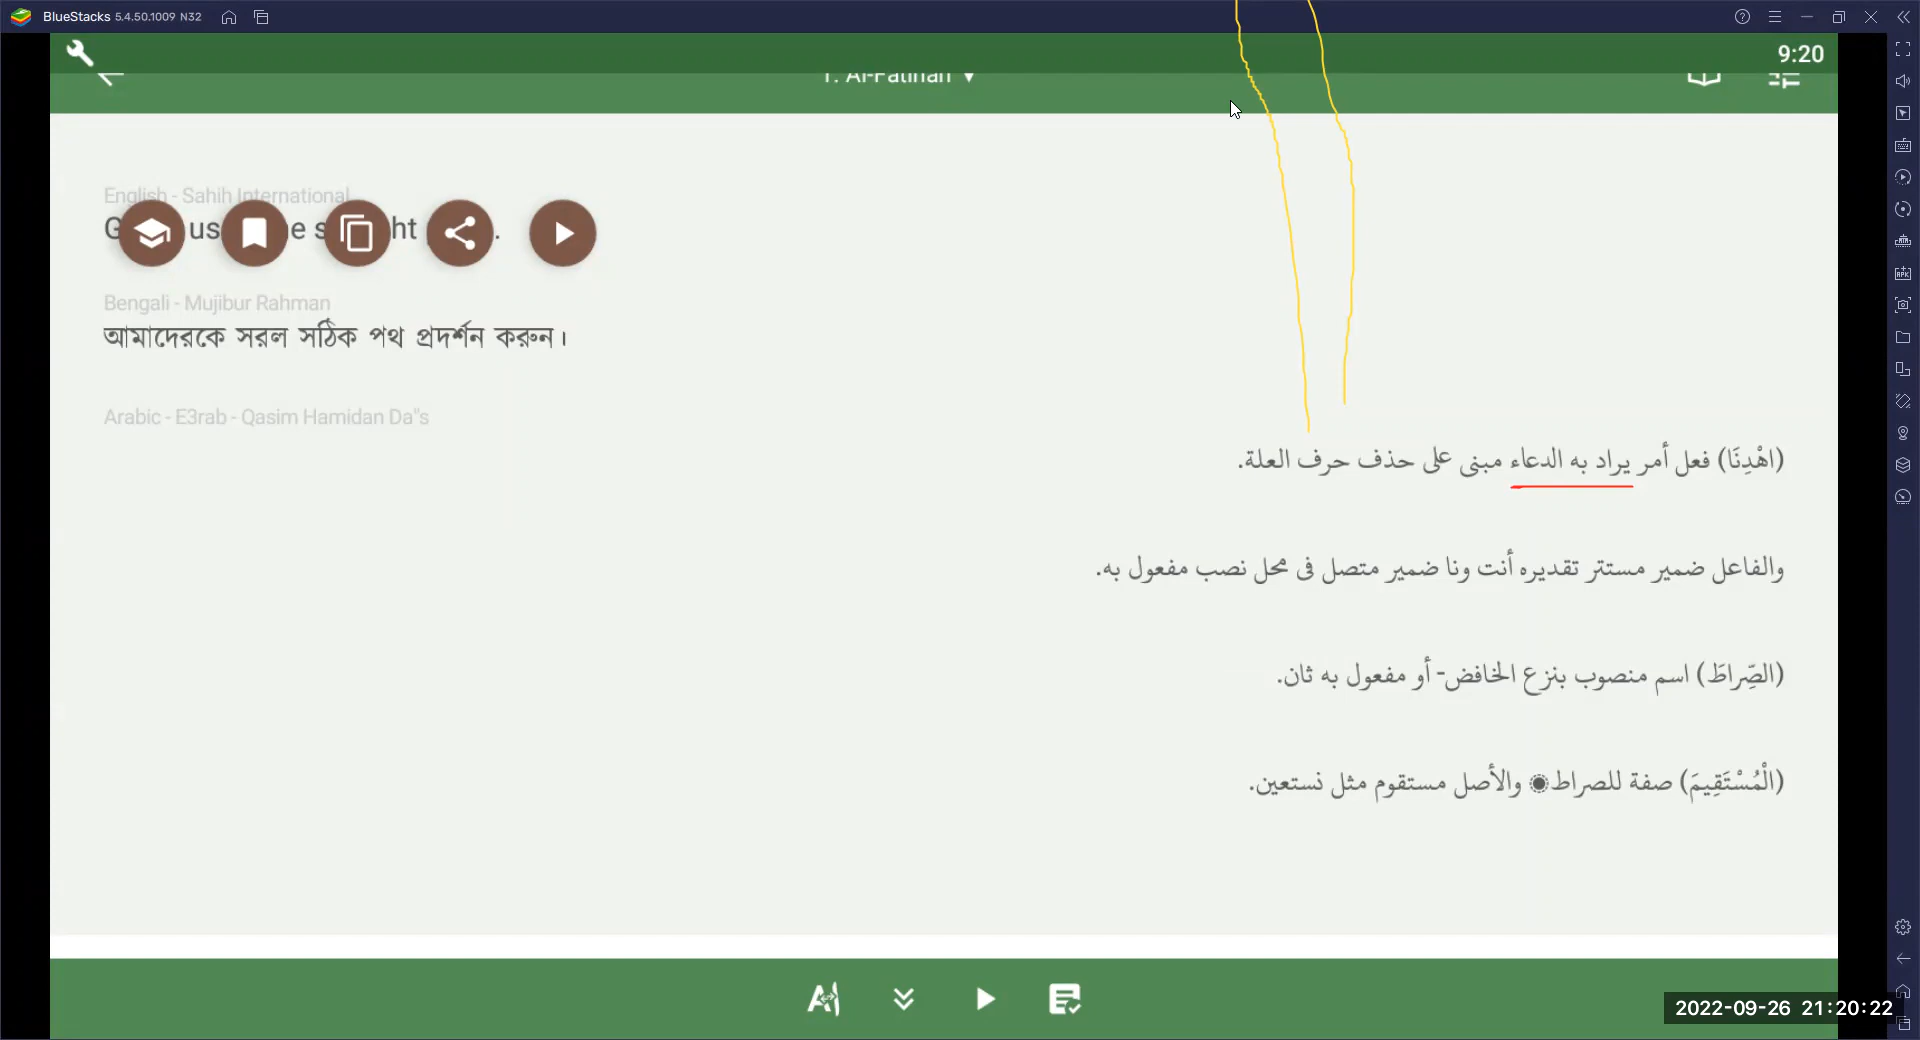 BlueStacks 5.4.50.1009 N32
9:20
1. Al-Fatihah ▼
English - Sahih International
us e s ht .
Bengali - Mujibur Rahman
আমাদেরকে সরল সঠিক পথ প্রদর্শন করুন।
Arabic - E3rab - Qasim Hamidan Da"s
(اهْدِنَا) فعل أمر يراد به الدعاء مبنى على حذف حرف العلة.
والفاعل ضمير مستتر تقديره أنت ونا ضمير متصل فى محل نصب مفعول به.
(الصِّراطَ) اسم منصوب بنزع الخافض- أو مفعول به ثان.
(الْمُسْتَقِيمَ) صفة للصراط◉ والأصل مستقوم مثل نستعين.
2022-09-26 21:20:22